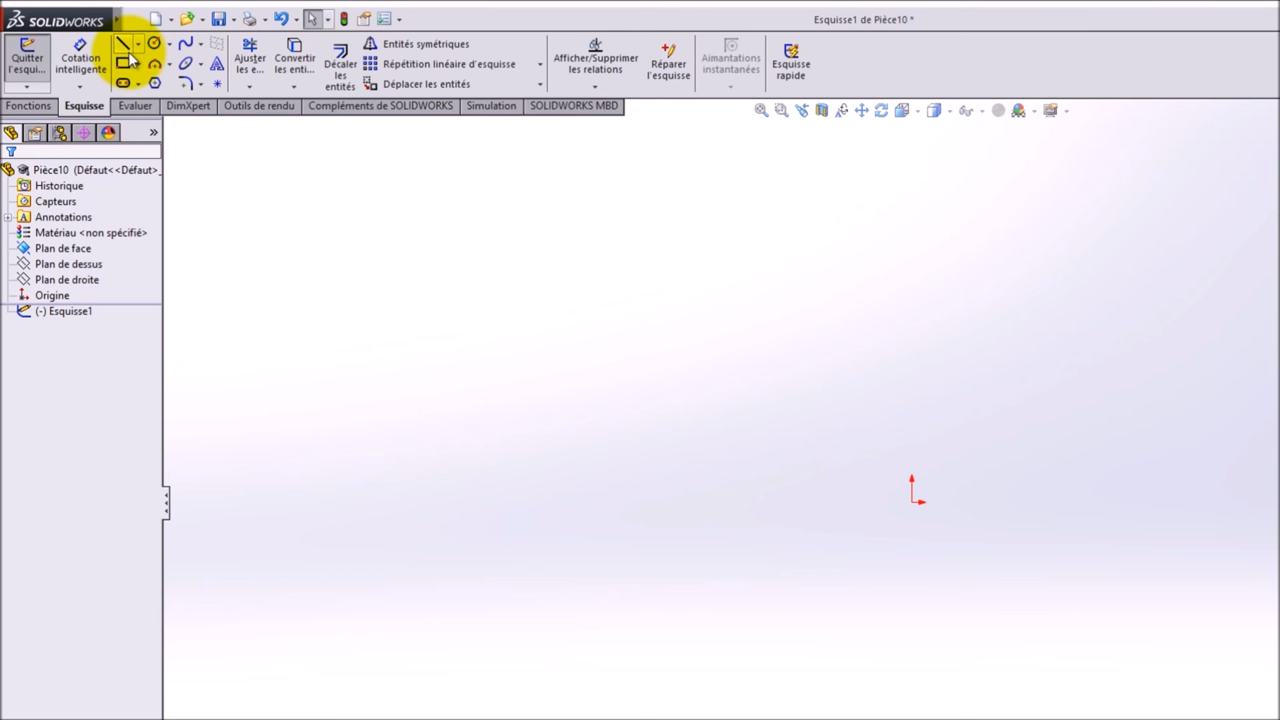 SOLIDWORKS
Esquisse1 de Pièce10 *
Quitter
l'esqui...
Cotation
intelligente
Ajuster
les e...
Convertir
les enti...
Décaler
les
entités
Entités symétriques
Répétition linéaire d'esquisse
Déplacer les entités
Afficher/Supprimer
les relations
Réparer
l'esquisse
Aimantations
instantanées
Esquisse
rapide
Fonctions
Esquisse
Evaluer
DimXpert
Outils de rendu
Compléments de SOLIDWORKS
Simulation
SOLIDWORKS MBD
Pièce10 (Défaut<<Défaut>_
Historique
Capteurs
Annotations
Matériau <non spécifié>
Plan de face
Plan de dessus
Plan de droite
Origine
(-) Esquisse1